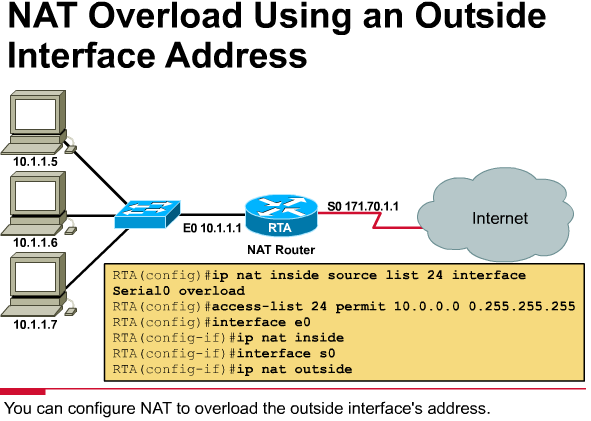 NAT Overload Using an Outside
Interface Address
10.1.1.5
10.1.1.6
10.1.1.7
E0 10.1.1.1
RTA
NAT Router
S0 171.70.1.1
Internet
RTA(config)#ip nat inside source list 24 interface
Serial0 overload
RTA(config)#access-list 24 permit 10.0.0.0 0.255.255.255
RTA(config)#interface e0
RTA(config-if)#ip nat inside
RTA(config-if)#interface s0
RTA(config-if)#ip nat outside
You can configure NAT to overload the outside interface's address.